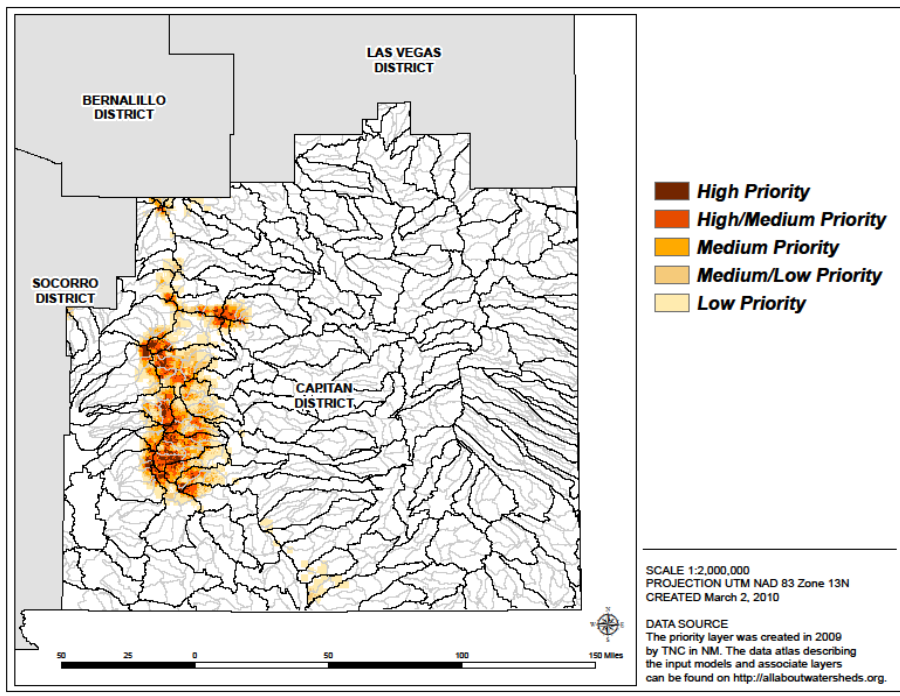 LAS VEGAS
DISTRICT
BERNALILLO
DISTRICT
High Priority
High/Medium Priority
Medium Priority
SOCORRO
DISTRICT
Medium/Low Priority
Low Priority
CAPITAN
DISTRICT
SCALE 1:2,000,000
PROJECTION UTM NAD 83 Zone 13N
CREATED March 2, 2010
DATA SOURCE
The priority layer was created in 2009
by TNC in NM. The data atlas describing
the input models and associate layers
can be found on http://allaboutwatersheds.org.
N
W E
S
50 25 0 50 100 150 Miles